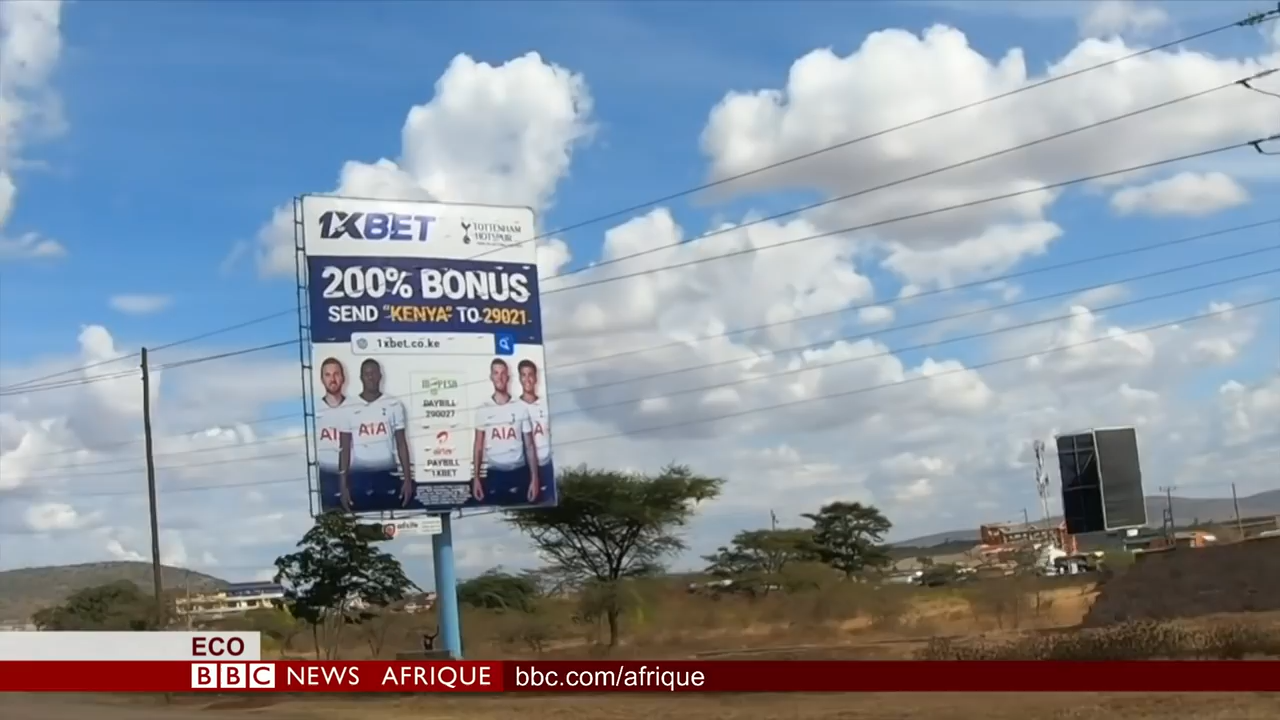 1XBET
TOTTENHAM
HOTSPUR
200% BONUS
SEND "KENYA" TO 29021
1xbet.co.ke
AIA AIA AIA AIA
PAYBILL
290027
airtel
PAYBILL
1XBET
ECO
BBC NEWS AFRIQUE bbc.com/afrique